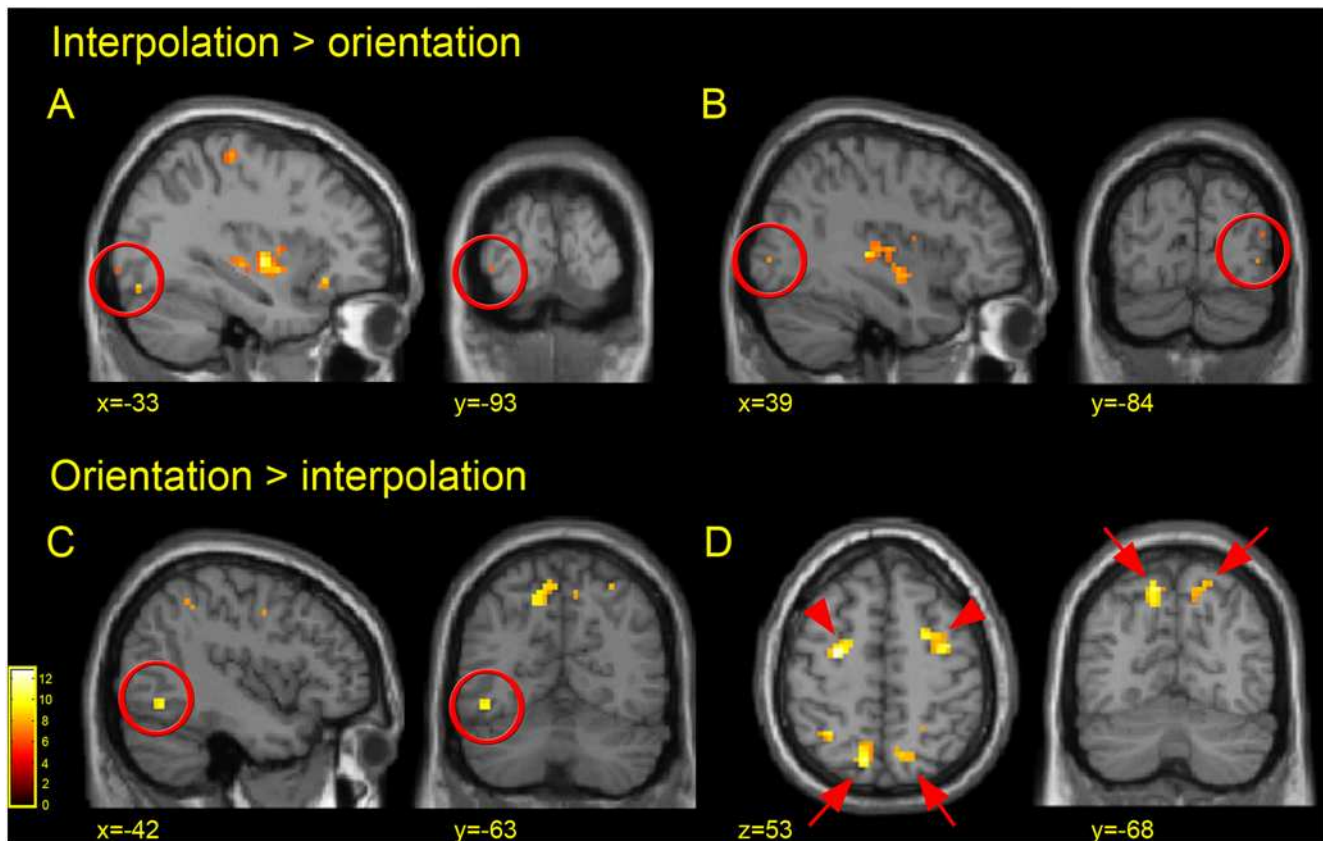 Interpolation > orientation
A
B
x=-33
y=-93
x=39
y=-84
Orientation > interpolation
C
D
12
10
8
6
4
2
0
x=-42
y=-63
z=53
y=-68